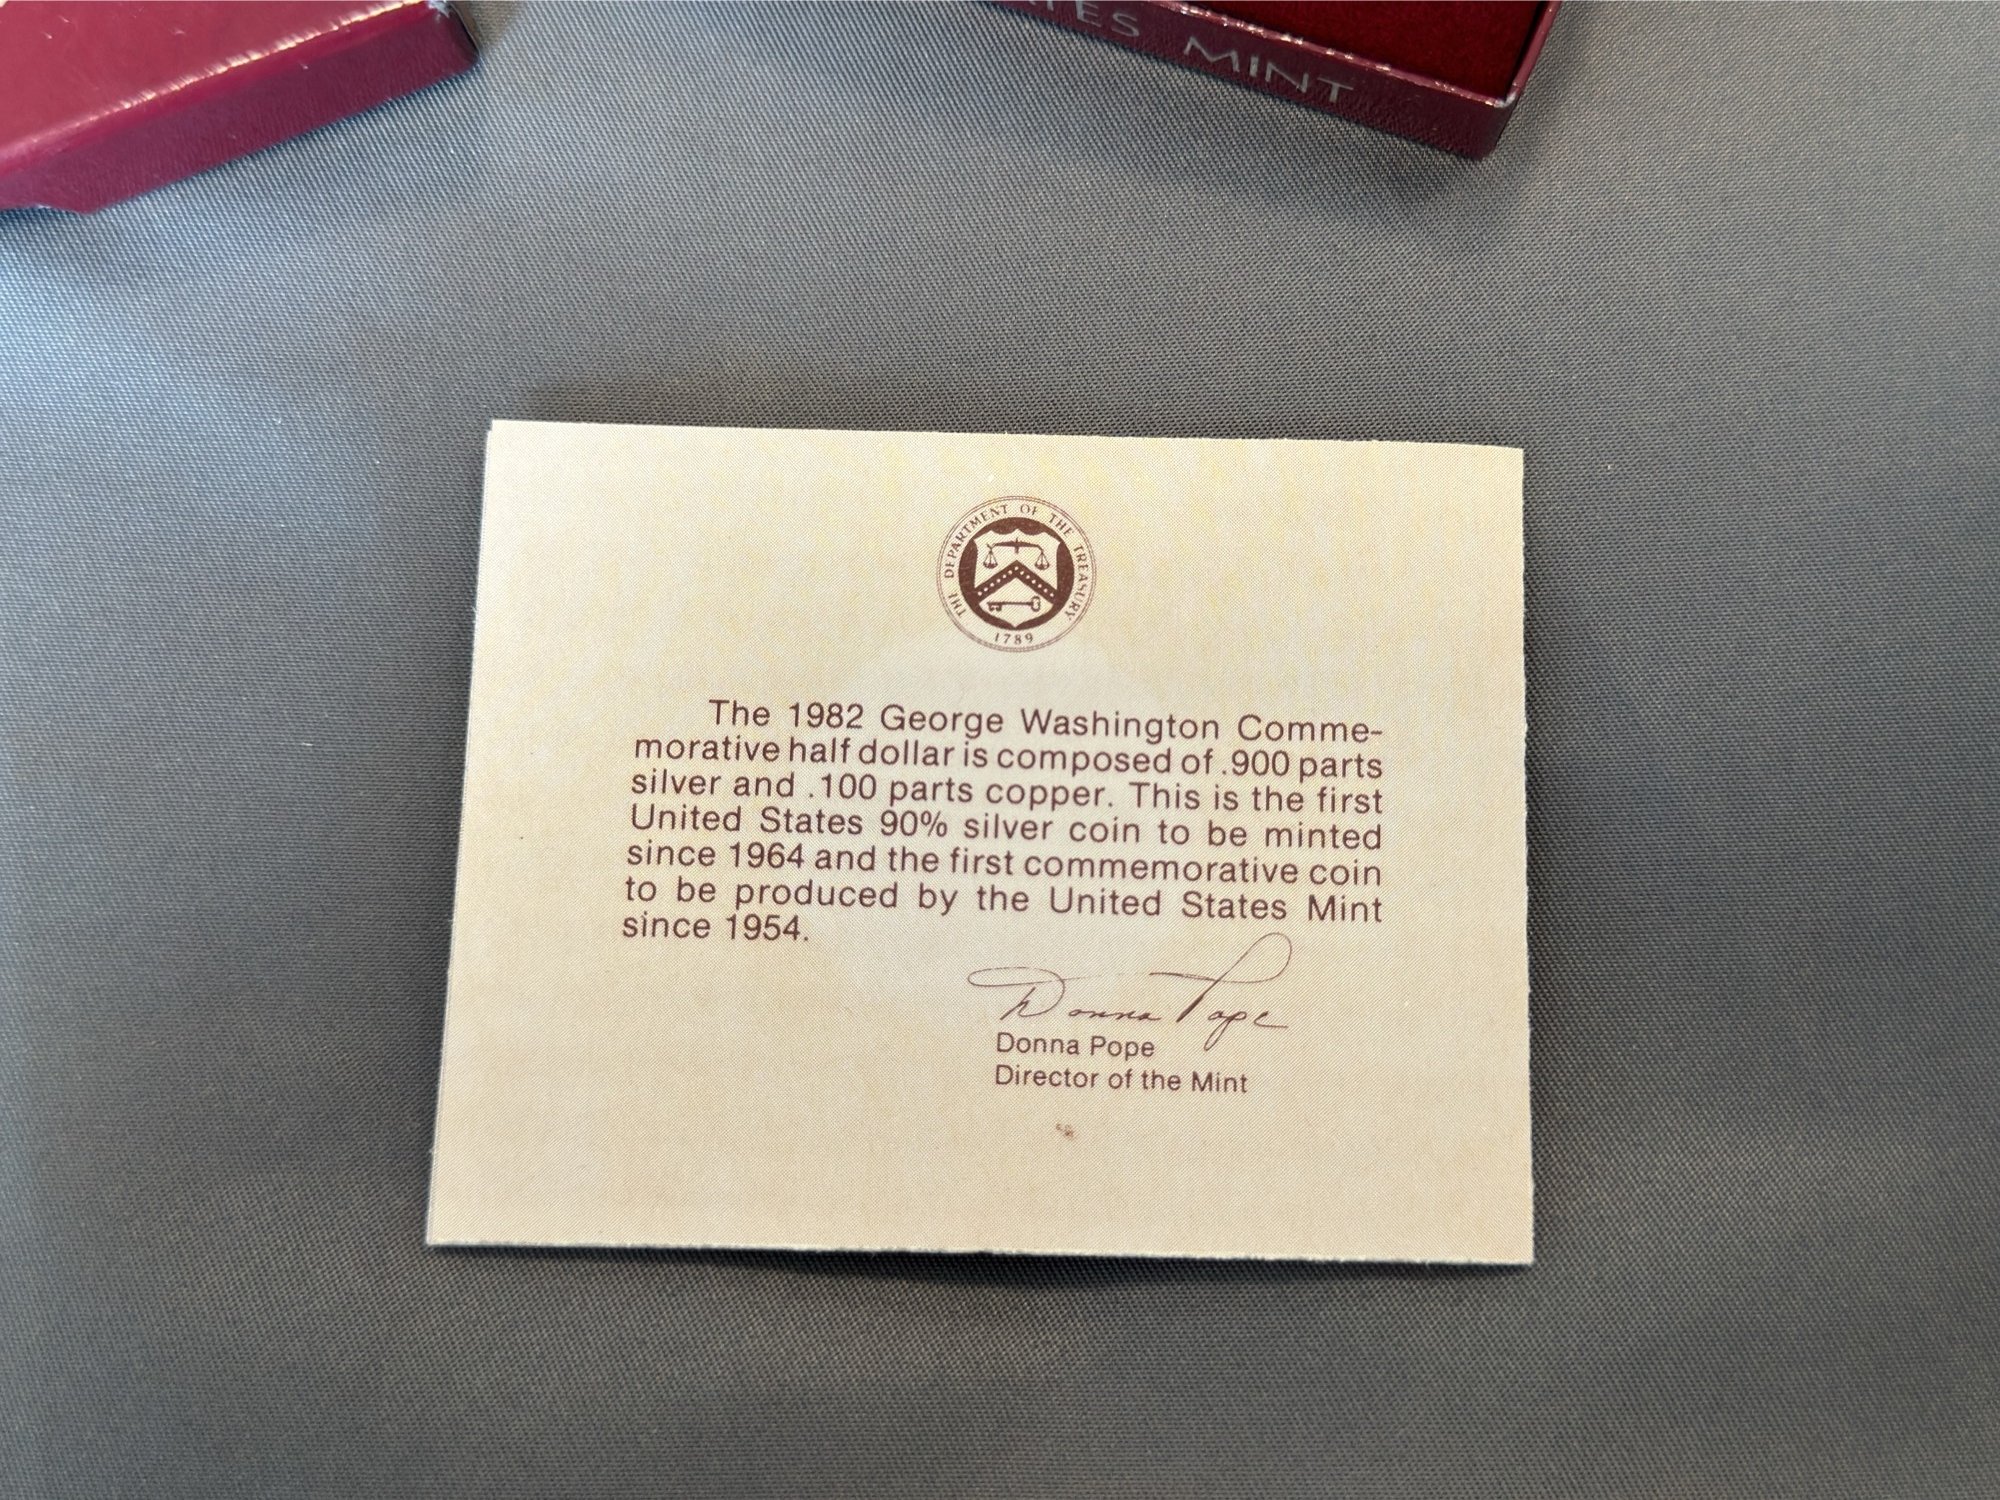 TES MINT
THE DEPARTMENT OF THE TREASURY
1789
The 1982 George Washington Comme-
morative half dollar is composed of .900 parts
silver and .100 parts copper. This is the first
United States 90% silver coin to be minted
since 1964 and the first commemorative coin
to be produced by the United States Mint
since 1954.
Donna Pope
Donna Pope
Director of the Mint